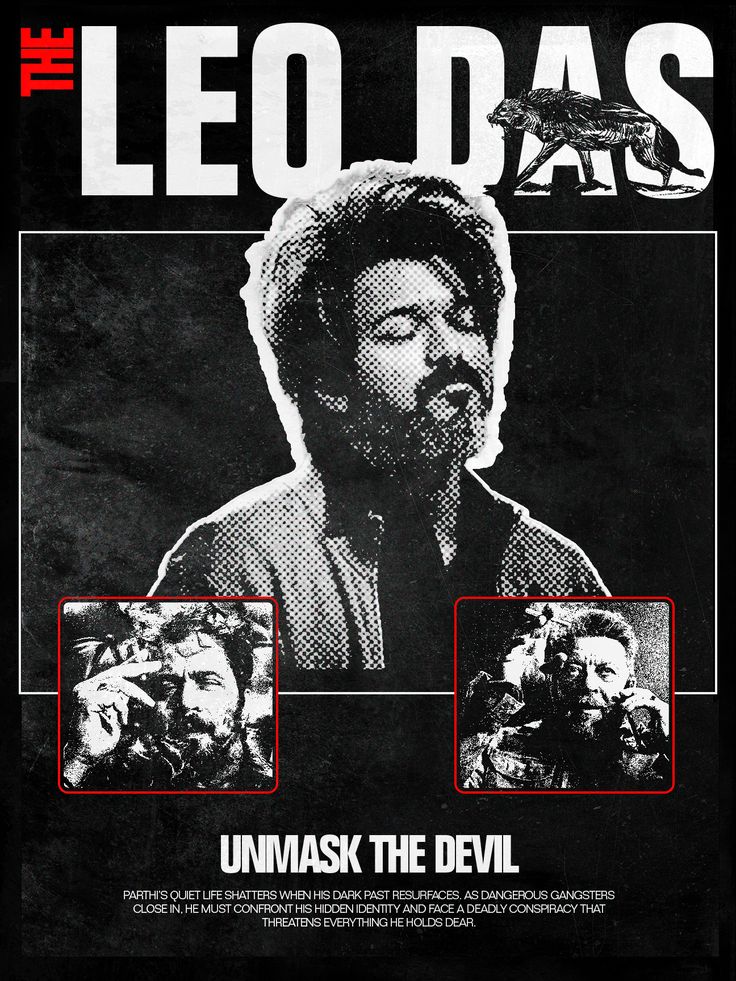 THE
LEO DAS
UNMASK THE DEVIL
PARTHI'S QUIET LIFE SHATTERS WHEN HIS DARK PAST RESURFACES. AS DANGEROUS GANGSTERS
CLOSE IN, HE MUST CONFRONT HIS HIDDEN IDENTITY AND FACE A DEADLY CONSPIRACY THAT
THREATENS EVERYTHING HE HOLDS DEAR.